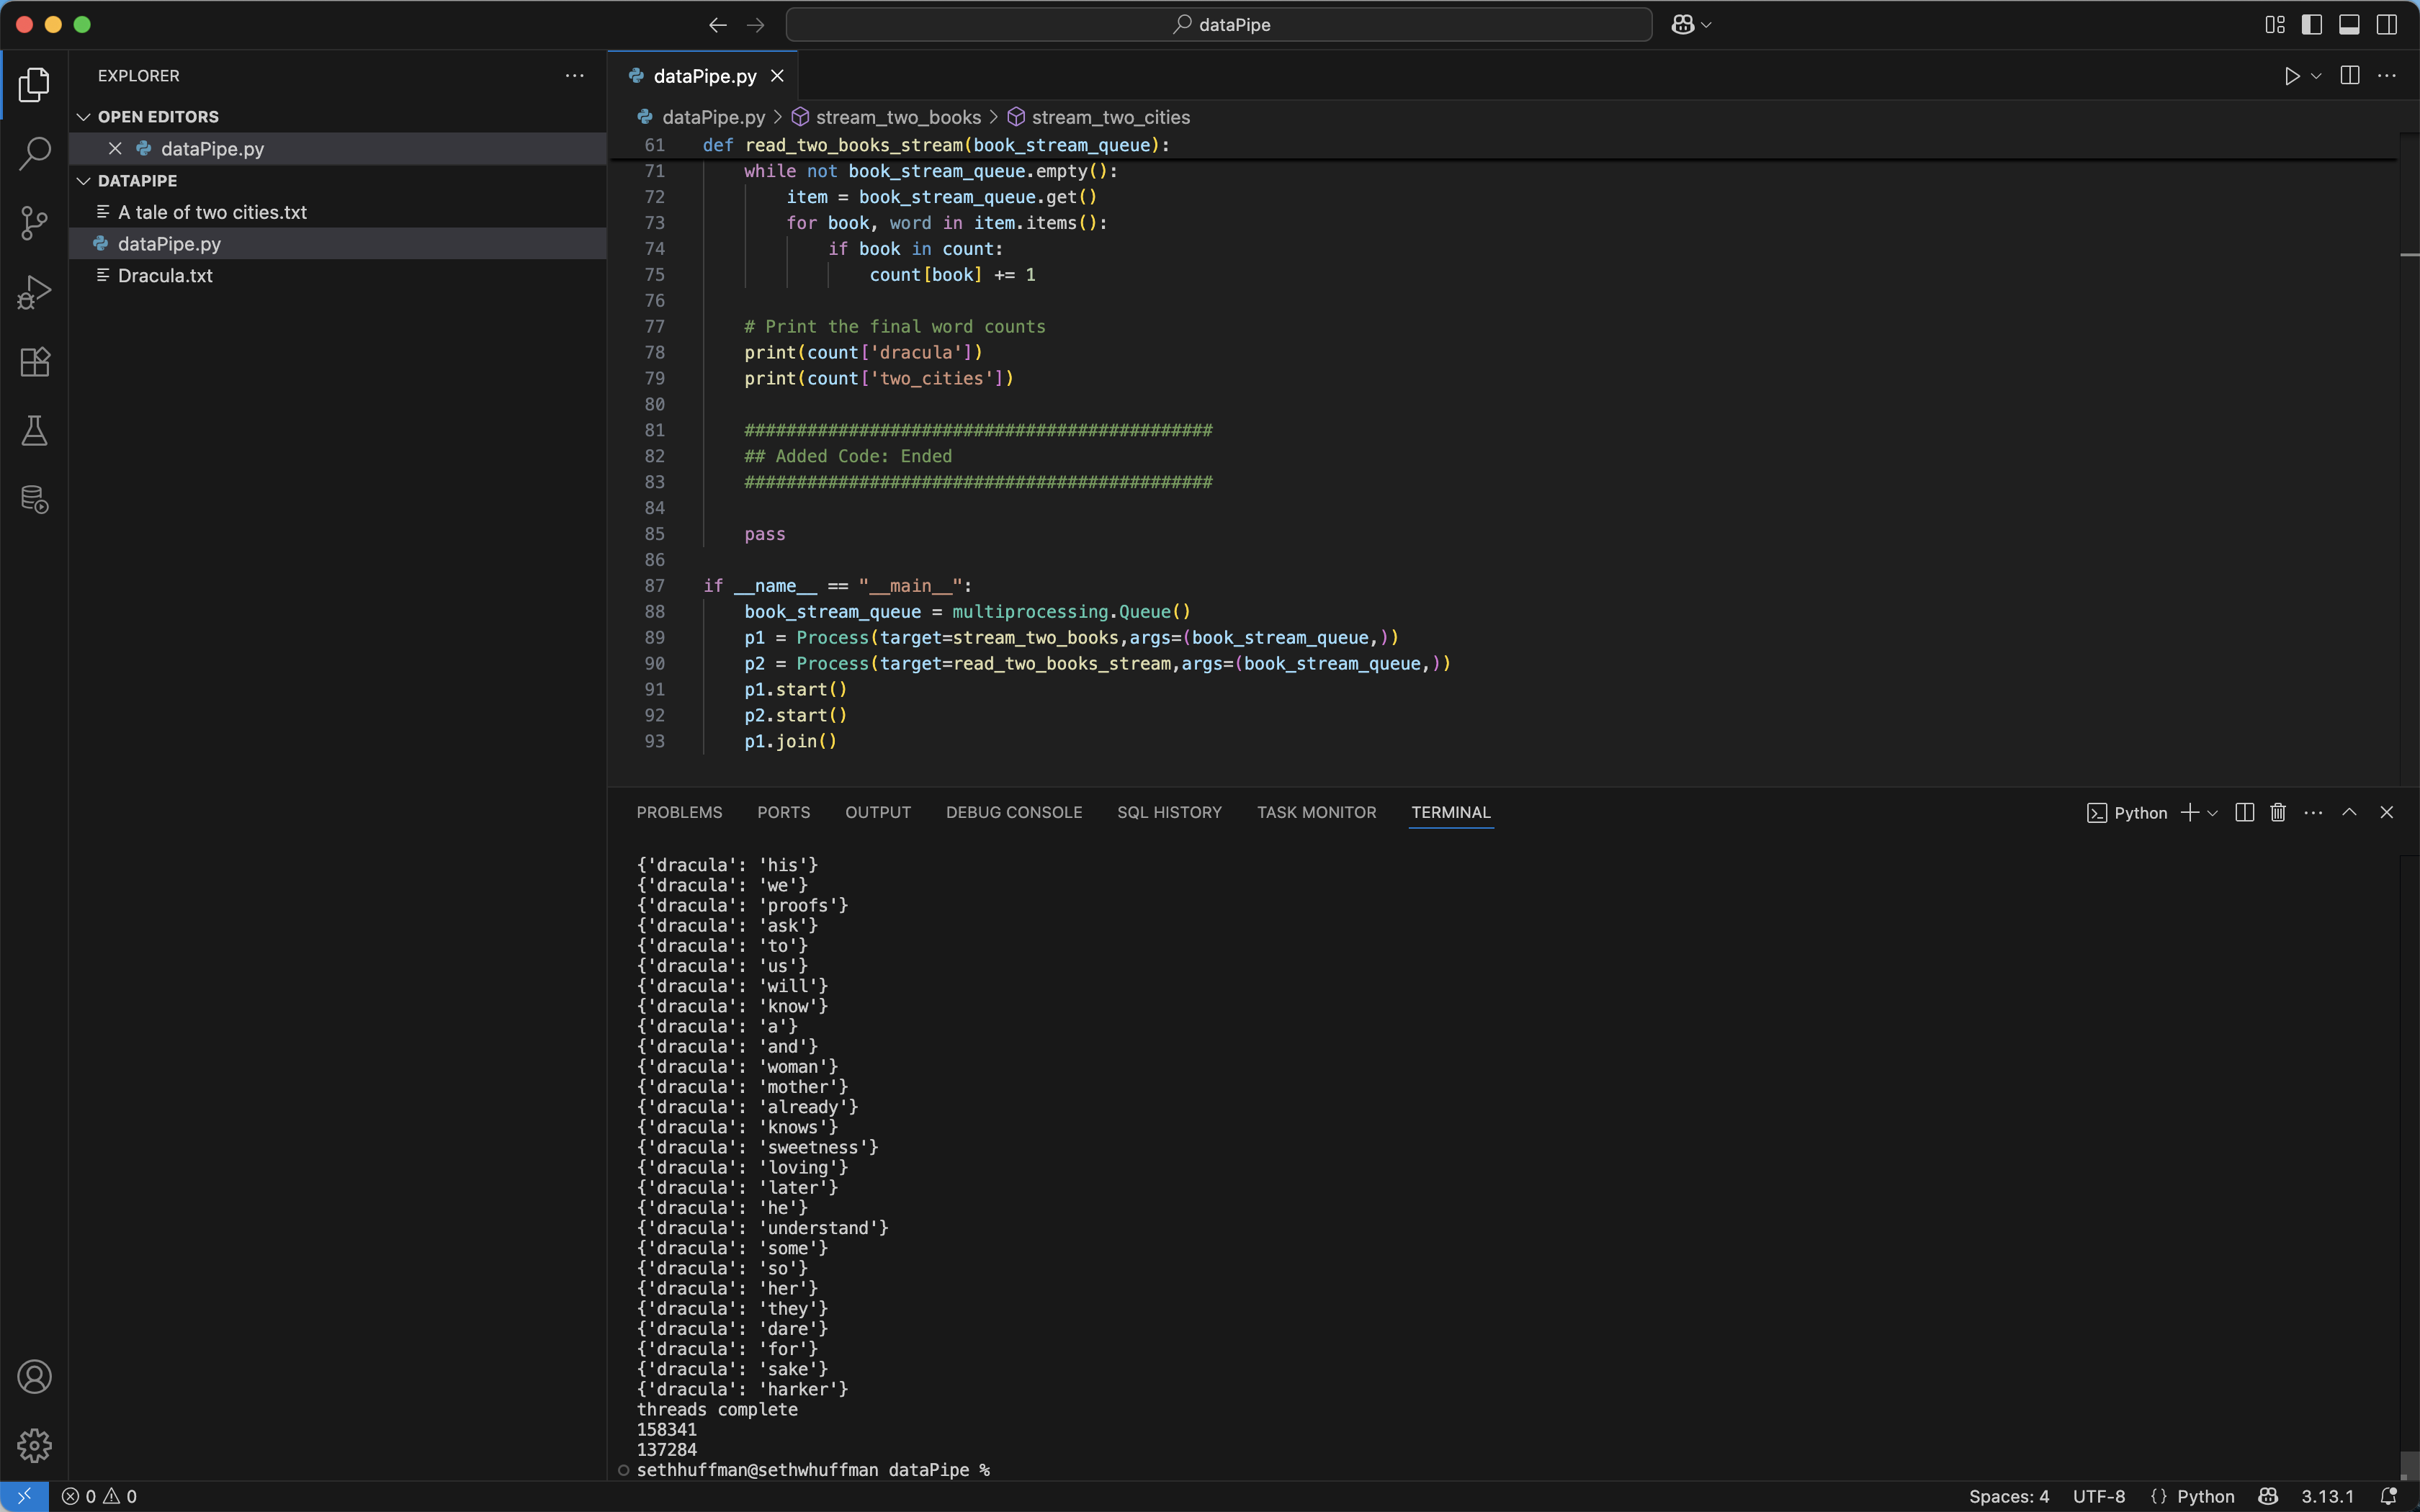 dataPipe
EXPLORER
OPEN EDITORS
dataPipe.py
DATAPIPE
A tale of two cities.txt
dataPipe.py
Dracula.txt
dataPipe.py
dataPipe.py > stream_two_books > stream_two_cities
61 def read_two_books_stream(book_stream_queue):
71 while not book_stream_queue.empty():
72 item = book_stream_queue.get()
73 for book, word in item.items():
74 if book in count:
75 count[book] += 1
76
77 # Print the final word counts
78 print(count['dracula'])
79 print(count['two_cities'])
80
81 #############################################
82 ## Added Code: Ended
83 #############################################
84
85 pass
86
87 if __name__ == "__main__":
88 book_stream_queue = multiprocessing.Queue()
89 p1 = Process(target=stream_two_books,args=(book_stream_queue,))
90 p2 = Process(target=read_two_books_stream,args=(book_stream_queue,))
91 p1.start()
92 p2.start()
93 p1.join()
PROBLEMS PORTS OUTPUT DEBUG CONSOLE SQL HISTORY TASK MONITOR TERMINAL Python
{'dracula': 'his'}
{'dracula': 'we'}
{'dracula': 'proofs'}
{'dracula': 'ask'}
{'dracula': 'to'}
{'dracula': 'us'}
{'dracula': 'will'}
{'dracula': 'know'}
{'dracula': 'a'}
{'dracula': 'and'}
{'dracula': 'woman'}
{'dracula': 'mother'}
{'dracula': 'already'}
{'dracula': 'knows'}
{'dracula': 'sweetness'}
{'dracula': 'loving'}
{'dracula': 'later'}
{'dracula': 'he'}
{'dracula': 'understand'}
{'dracula': 'some'}
{'dracula': 'so'}
{'dracula': 'her'}
{'dracula': 'they'}
{'dracula': 'dare'}
{'dracula': 'for'}
{'dracula': 'sake'}
{'dracula': 'harker'}
threads complete
158341
137284
sethhuffman@sethwhuffman dataPipe %
0 0 Spaces: 4 UTF-8 {} Python 3.13.1